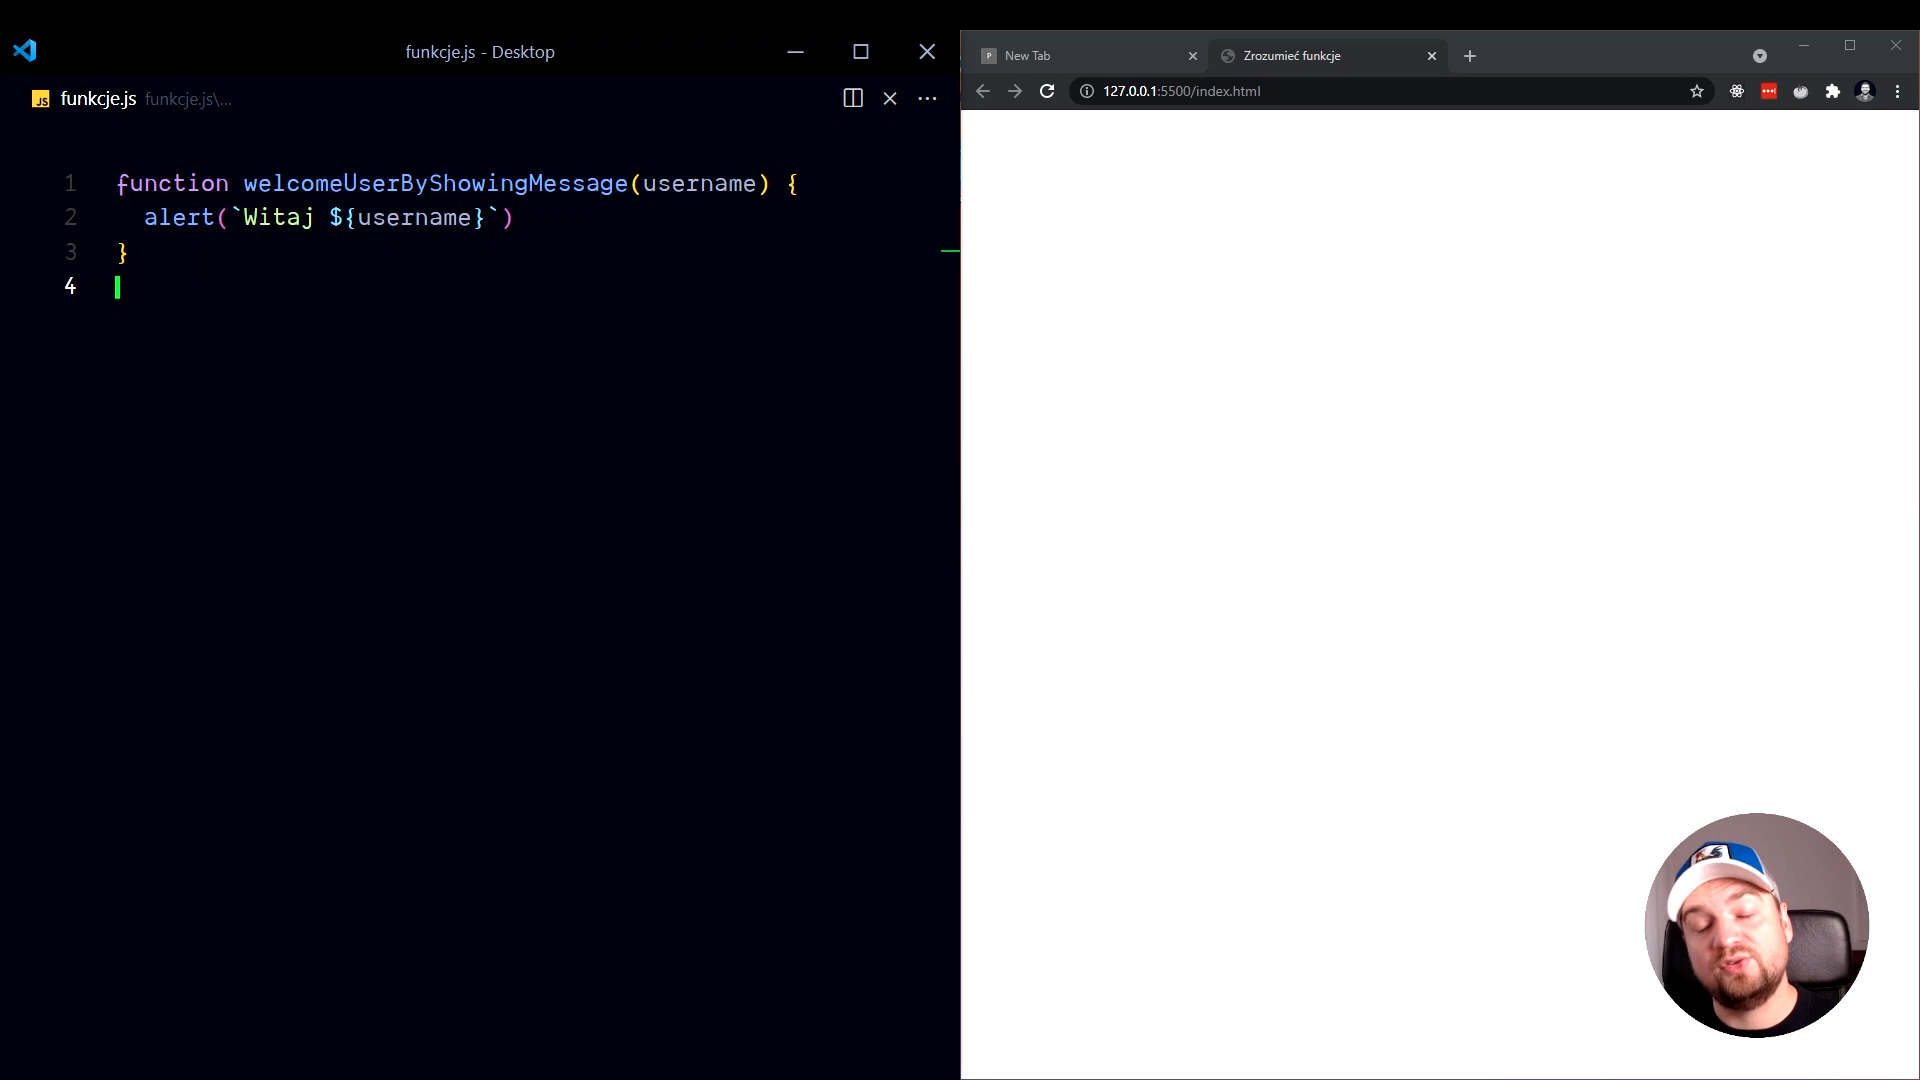 funkcje.js - Desktop
JS funkcje.js funkcje.js\...
1 function welcomeUserByShowingMessage(username) {
2 alert(`Witaj ${username}`)
3 }
4
P New Tab
Zrozumieć funkcje
127.0.0.1:5500/index.html